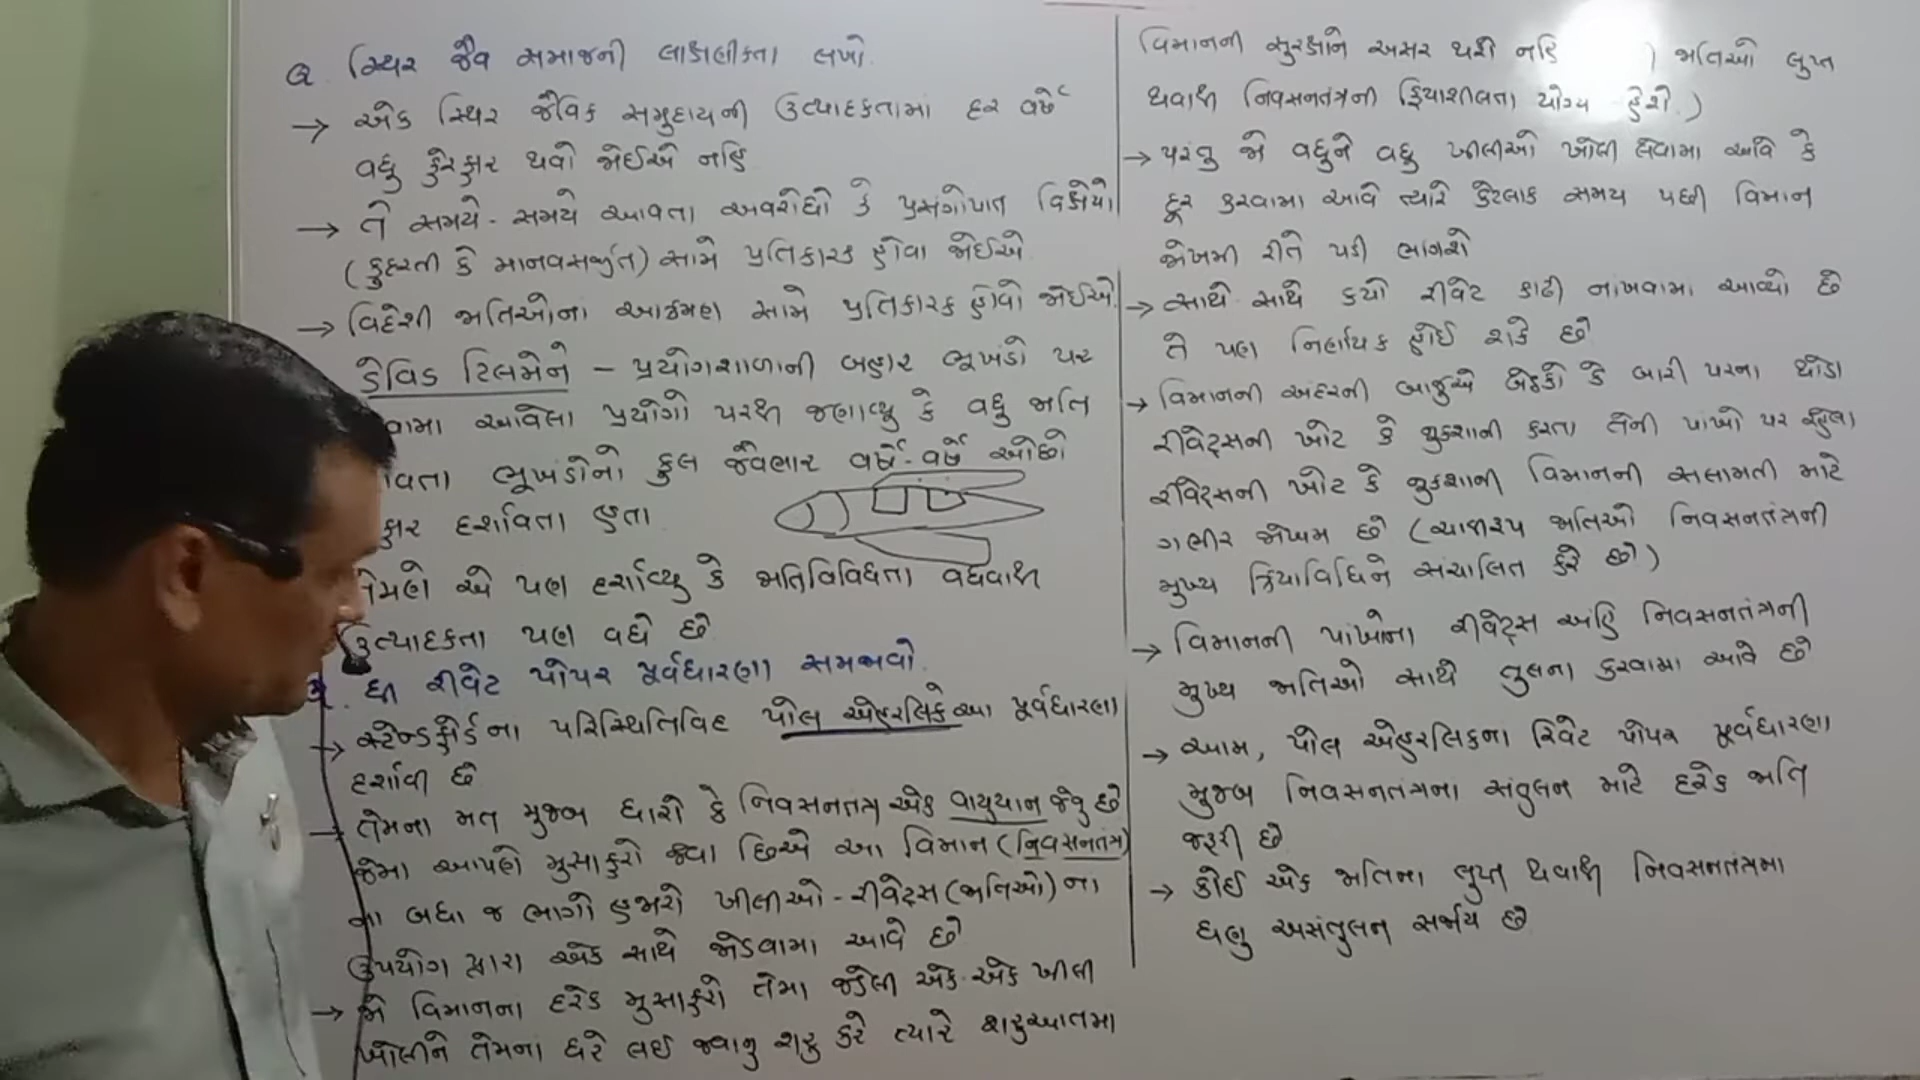 Q. સ્થિર જૈવ સમાજની લાક્ષણીકતા લખો.
→ એક સ્થિર જૈવિક સમુદાયની ઉત્પાદકતામાં દર વર્ષે
વધુ ફેરફાર થવો જોઈએ નહિ
→ તે સમયે-સમયે આવતા અવરોધો કે પ્રસંગોપાત વિક્ષેપો
(કુદરતી કે માનવસર્જીત) સામે પ્રતિકારક હોવા જોઈએ
→ વિદેશી જાતિઓના આક્રમણ સામે પ્રતિકારક હોવો જોઈએ.
ડેવિડ ટિલમેને - પ્રયોગશાળાની બહાર ભૂખંડો પર
વામા આવેલા પ્રયોગો પરથી જણાવ્યુ કે વધુ જાતિ
વતા ભૂખંડોનો કુલ જૈવભાર વર્ષે-વર્ષે ઓછો
ફાર દર્શાવતા હતા
તેમણે એ પણ દર્શાવ્યુ કે જાતિવિવિધતા વધવાથી
ઉત્પાદકતા પણ વધે છે
Q. ધી રીવેટ પોપર પૂર્વધારણા સમજાવો.
→ સ્ટેન્ડફોર્ડના પરિસ્થિતિવિદ પોલ એહરલિકે આ પૂર્વધારણા
દર્શાવી છે
→ તેમના મત મુજબ ધારો કે નિવસનતંત્ર એક વાયુયાન જેવુ છે
જેમા આપણે મુસાફરો જેવા છિએ આ વિમાન (નિવસનતંત્ર)
ના બધા જ ભાગો હજારો ખીલીઓ - રીવેટ્સ (જાતિઓ) ના
ઉપયોગ દ્વારા એક સાથે જોડવામા આવે છે
→ જો વિમાનના દરેક મુસાફરો તેમા જડેલી એક-એક ખીલી
ખોલીને તેમના ઘરે લઈ જવાનુ શરૂ કરે ત્યારે શરૂઆતમા
વિમાનની સુરક્ષાને અસર થશે નહિ ) જાતિઓ લુપ્ત
થવાથી નિવસનતંત્રની ક્રિયાશીલતા યોગ્ય હશે.)
→ પરંતુ જો વધુને વધુ ખીલીઓ ખોલી લેવામા આવે કે
દૂર કરવામા આવે ત્યારે કેટલાક સમય પછી વિમાન
જોખમી રીતે પડી ભાગશે
→ સાથે-સાથે કયો રીવેટ કાઢી નાંખવામા આવ્યો છે
તે પણ નિર્ણાયક હોઈ શકે છે
→ વિમાનની અંદરની બાજુએ બેઠકો કે બારી પરના થોડા
રીવેટ્સની ખોટ કે નુકશાની કરતા તેની પાંખો પર રહેલા
રીવેટ્સની ખોટ કે નુકશાની વિમાનની સલામતી માટે
ગંભીર જોખમ છે (ચાવીરૂપ જાતિઓ નિવસનતંત્રની
મુખ્ય ક્રિયાવિધિને સંચાલિત કરે છે)
→ વિમાનની પાંખોના રીવેટ્સ અહિ નિવસનતંત્રની
મુખ્ય જાતિઓ સાથે તુલના કરવામા આવે છે
→ આમ, પોલ એહરલિકના રિવેટ પોપર પૂર્વધારણા
મુજબ નિવસનતંત્રના સંતુલન માટે દરેક જાતિ
જરૂરી છે
→ કોઈ એક જાતિના લુપ્ત થવાથી નિવસનતંત્રમા
ઘણુ અસંતુલન સર્જાય છે